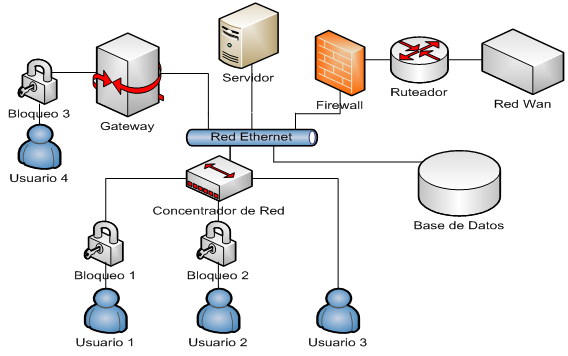 Servidor
Firewall
Ruteador
Red Wan
Bloqueo 3
Gateway
Red Ethernet
Usuario 4
Concentrador de Red
Base de Datos
Bloqueo 1
Bloqueo 2
Usuario 1
Usuario 2
Usuario 3